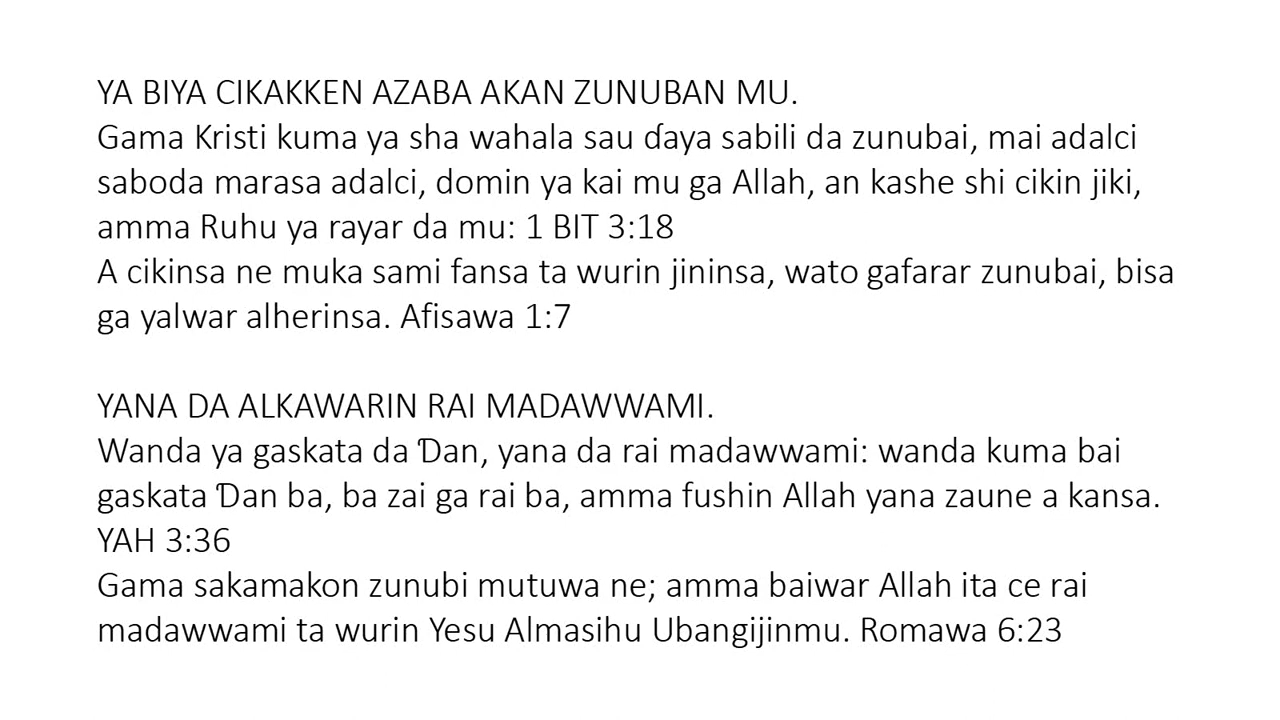 YA BIYA CIKAKKEN AZABA AKAN ZUNUBAN MU.
Gama Kristi kuma ya sha wahala sau ɗaya sabili da zunubai, mai adalci
saboda marasa adalci, domin ya kai mu ga Allah, an kashe shi cikin jiki,
amma Ruhu ya rayar da mu: 1 BIT 3:18
A cikinsa ne muka sami fansa ta wurin jininsa, wato gafarar zunubai, bisa
ga yalwar alherinsa. Afisawa 1:7
YANA DA ALKAWARIN RAI MADAWWAMI.
Wanda ya gaskata da Ɗan, yana da rai madawwami: wanda kuma bai
gaskata Ɗan ba, ba zai ga rai ba, amma fushin Allah yana zaune a kansa.
YAH 3:36
Gama sakamakon zunubi mutuwa ne; amma baiwar Allah ita ce rai
madawwami ta wurin Yesu Almasihu Ubangijinmu. Romawa 6:23